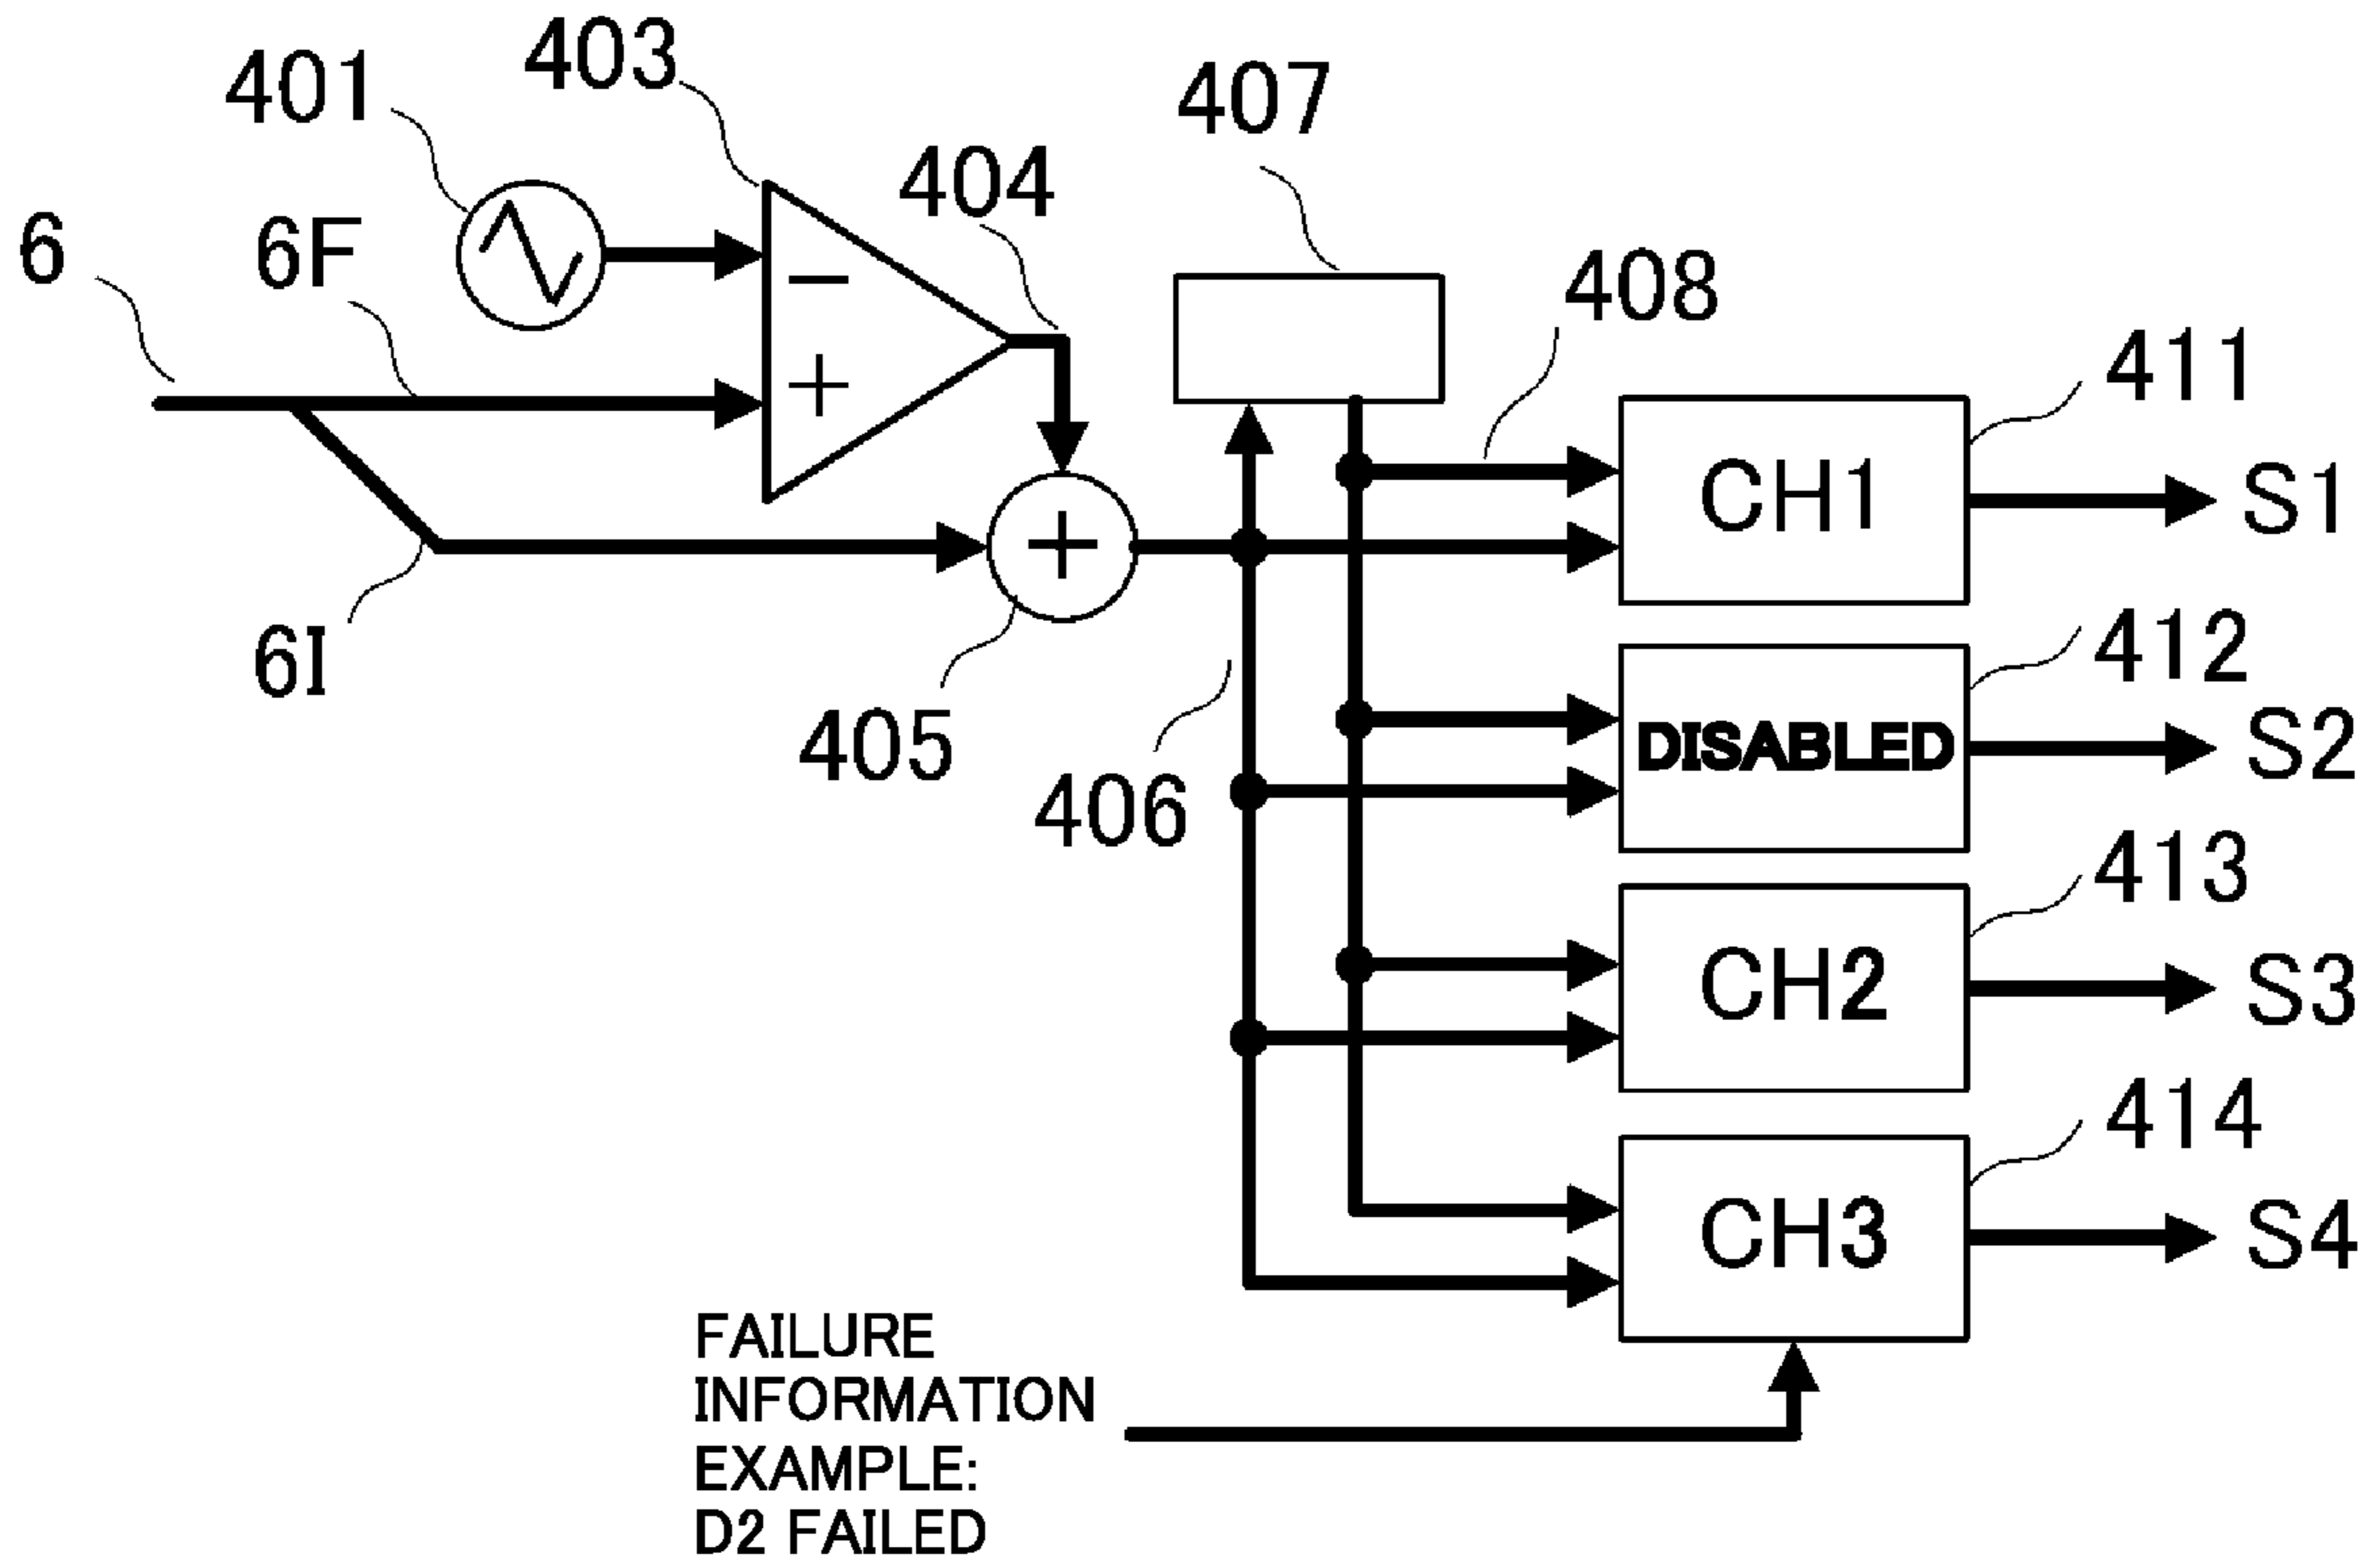 403
401
407
404
6
6F
408
411
−
+
CH1
S1
+
6I
412
405
DISABLED
S2
406
413
CH2
S3
414
CH3
S4
FAILURE
INFORMATION
EXAMPLE:
D2 FAILED